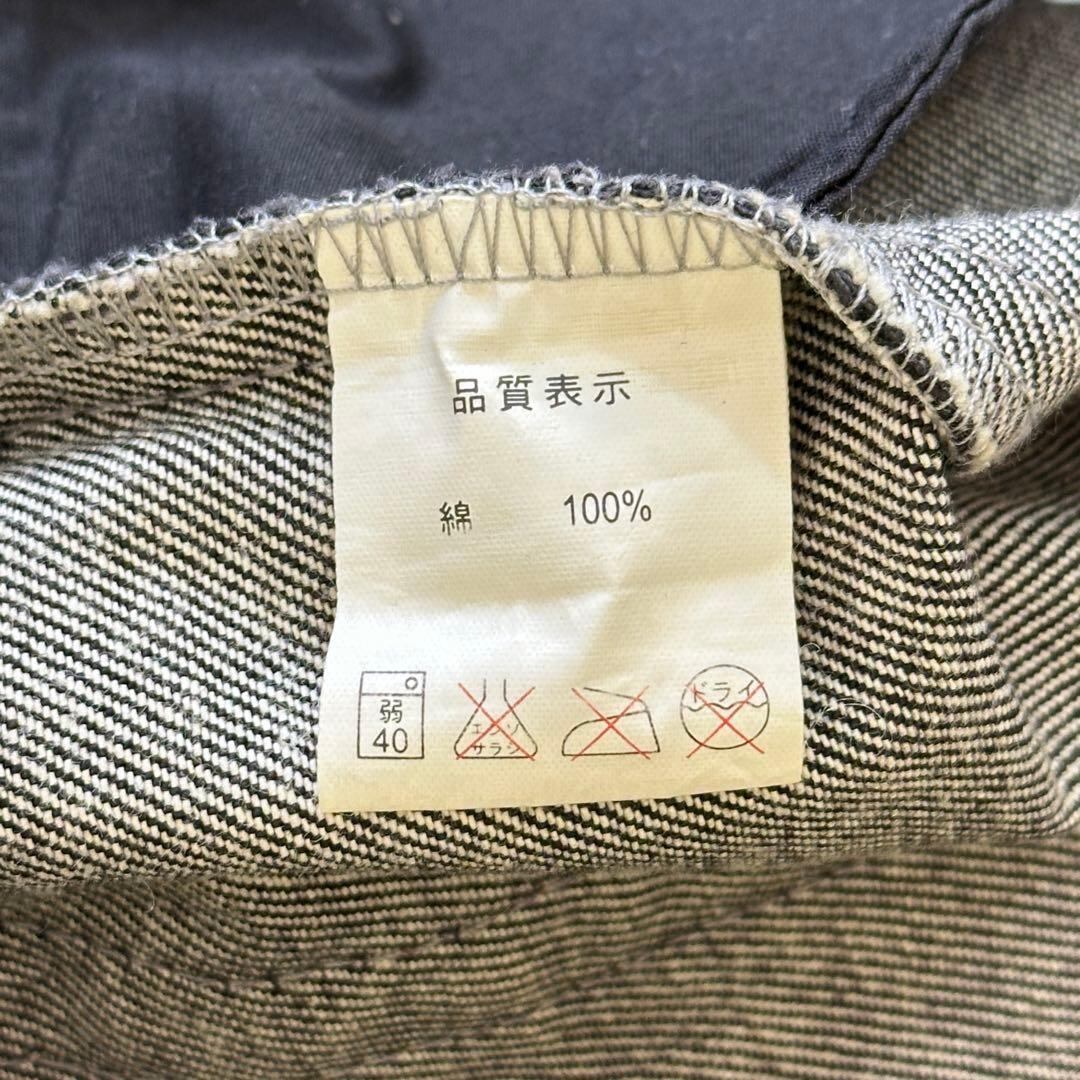 品質表示
綿 100%
弱
40
エンソ
サラシ
ドライ